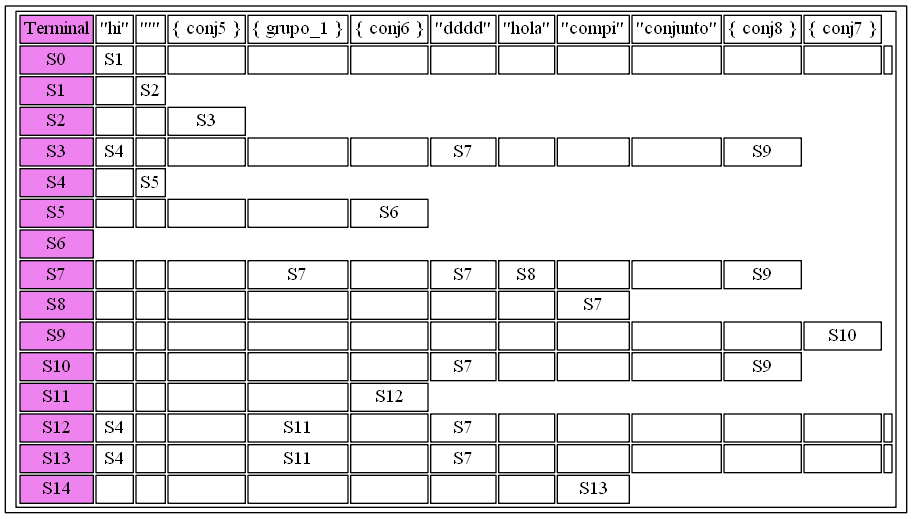 Terminal "hi" """ { conj5 } { grupo_1 } { conj6 } "dddd" "hola" "compi" "conjunto" { conj8 } { conj7 }
S0 S1
S1 S2
S2 S3
S3 S4 S7 S9
S4 S5
S5 S6
S6
S7 S7 S7 S8 S9
S8 S7
S9 S10
S10 S7 S9
S11 S12
S12 S4 S11 S7
S13 S4 S11 S7
S14 S13